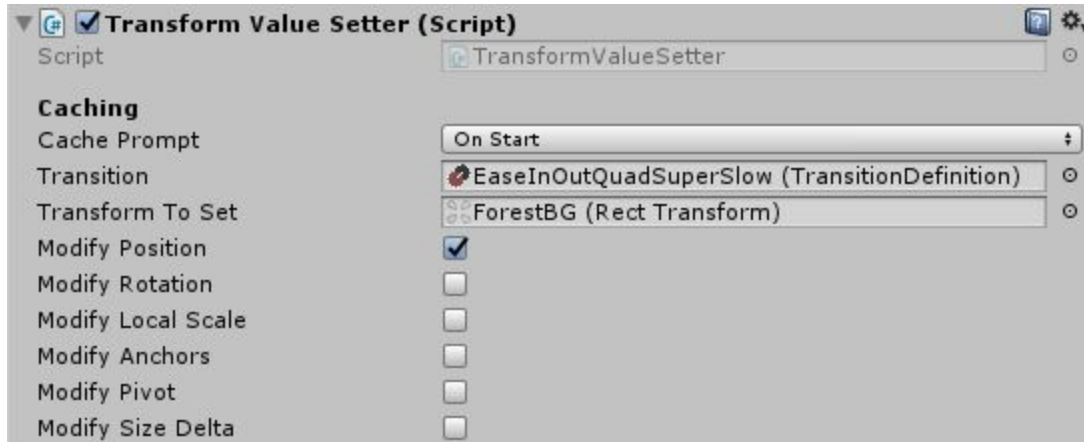 Transform Value Setter (Script)
Script TransformValueSetter
Caching
Cache Prompt On Start
Transition EaseInOutQuadSuperSlow (TransitionDefinition)
Transform To Set ForestBG (Rect Transform)
Modify Position
Modify Rotation
Modify Local Scale
Modify Anchors
Modify Pivot
Modify Size Delta